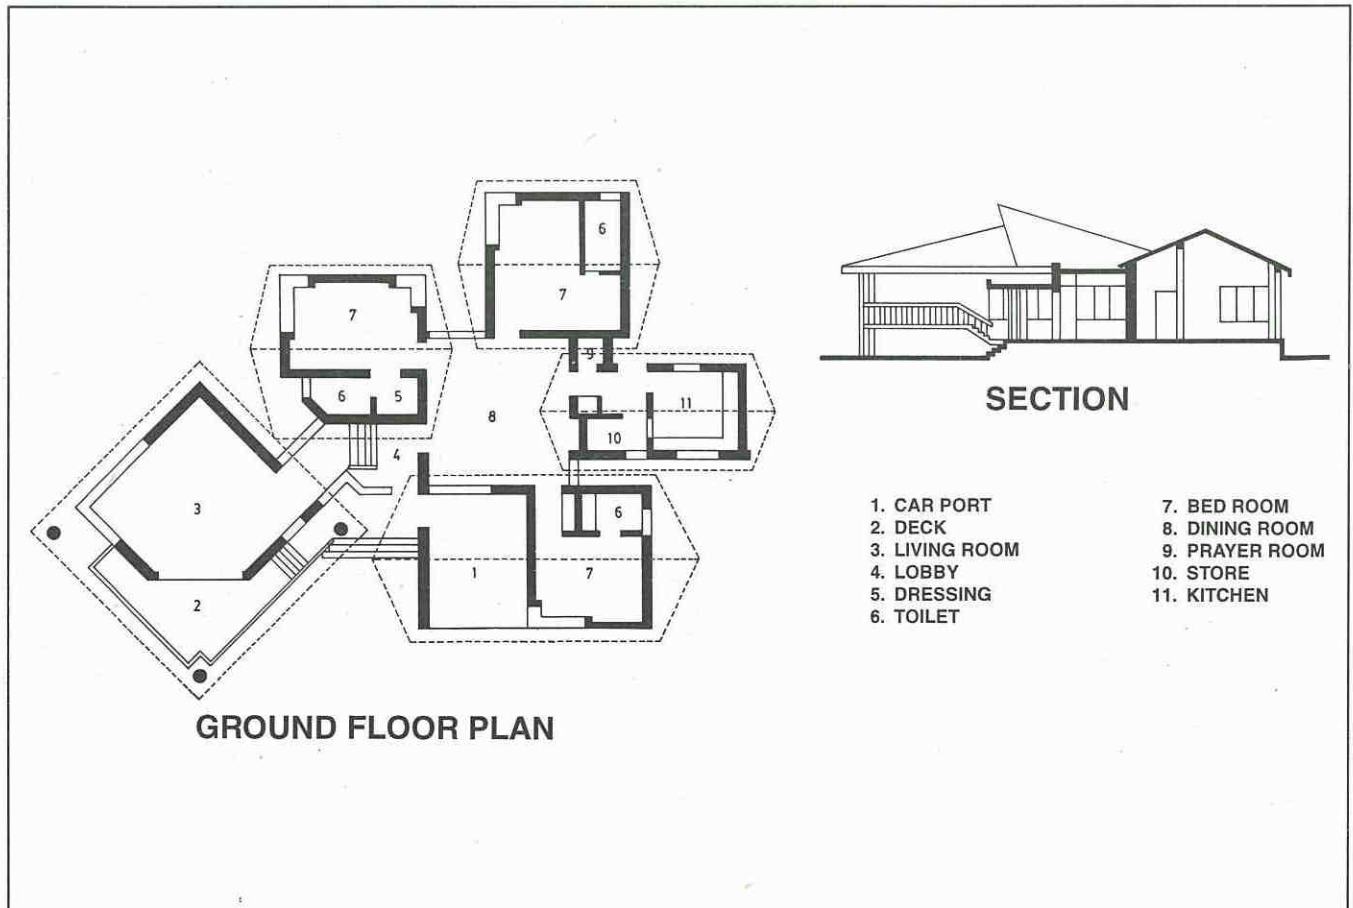 6
7
7
9
6
5
11
8
10
4
3
6
1
7
2
GROUND FLOOR PLAN
SECTION
1. CAR PORT
2. DECK
3. LIVING ROOM
4. LOBBY
5. DRESSING
6. TOILET
7. BED ROOM
8. DINING ROOM
9. PRAYER ROOM
10. STORE
11. KITCHEN